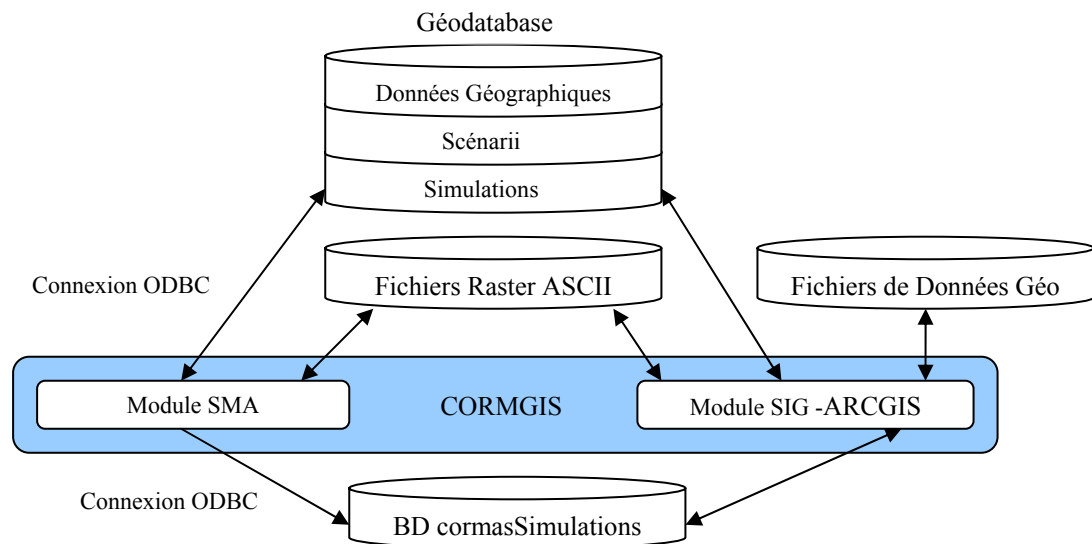 Géodatabase
Données Géographiques
Scénarii
Simulations
Connexion ODBC
Fichiers Raster ASCII
Fichiers de Données Géo
Module SMA
CORMGIS
Module SIG -ARCGIS
Connexion ODBC
BD cormasSimulations